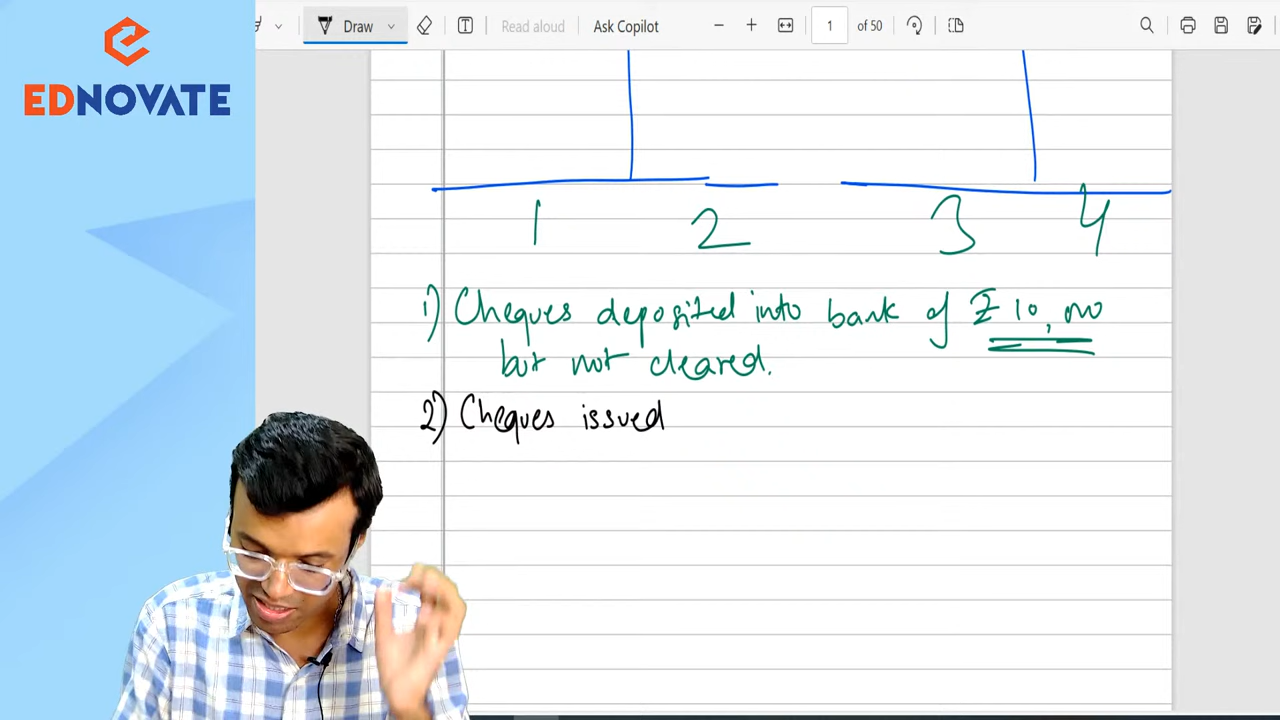 Draw
Read aloud
Ask Copilot
1 of 50
EDNOVATE
1 2 3 4
1) Cheques deposited into bank of ₹ 10,000
but not cleared.
2) Cheques issued